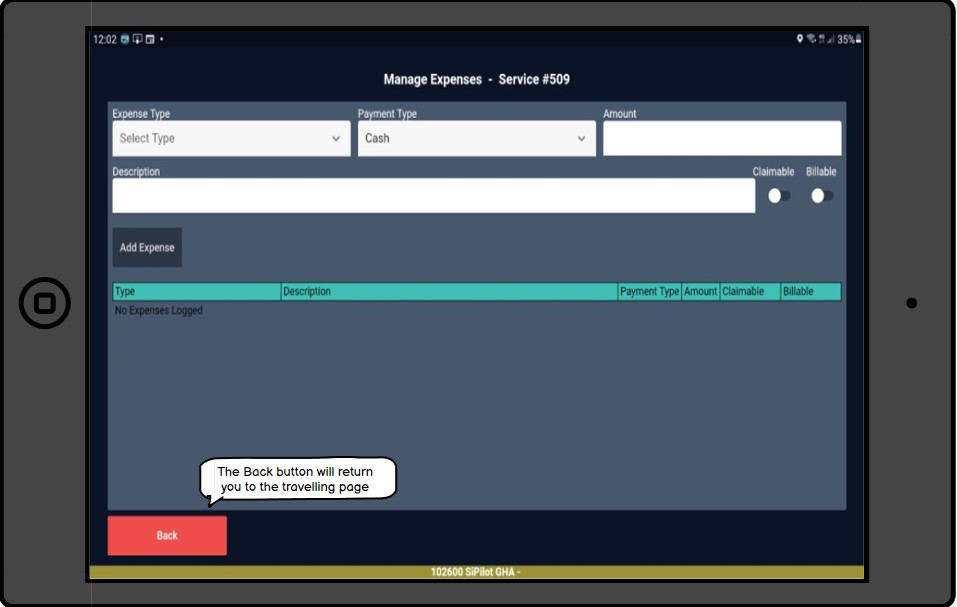 12:02
35%
Manage Expenses - Service #509
Expense Type
Payment Type
Amount
Select Type
Cash
Description
Claimable
Billable
Add Expense
Type
Description
Payment Type
Amount
Claimable
Billable
No Expenses Logged
The Back button will return
you to the travelling page
Back
102600 SiPilot GHA -